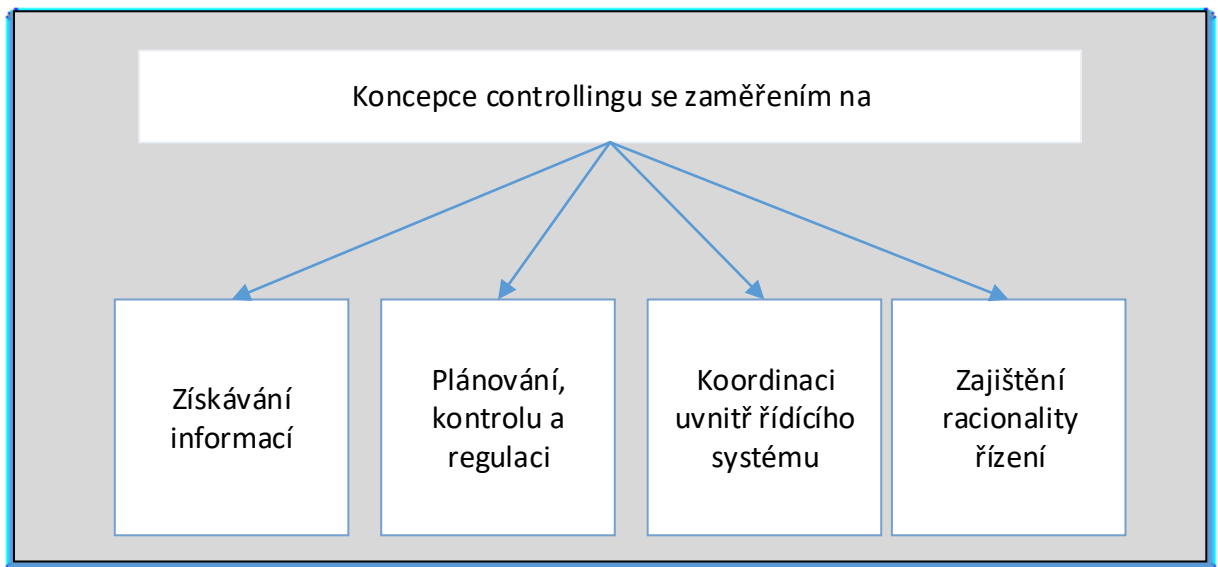 Koncepce controllingu se zaměřením na
Získávání
informací
Plánování,
kontrolu a
regulaci
Koordinaci
uvnitř řídícího
systému
Zajištění
racionality
řízení